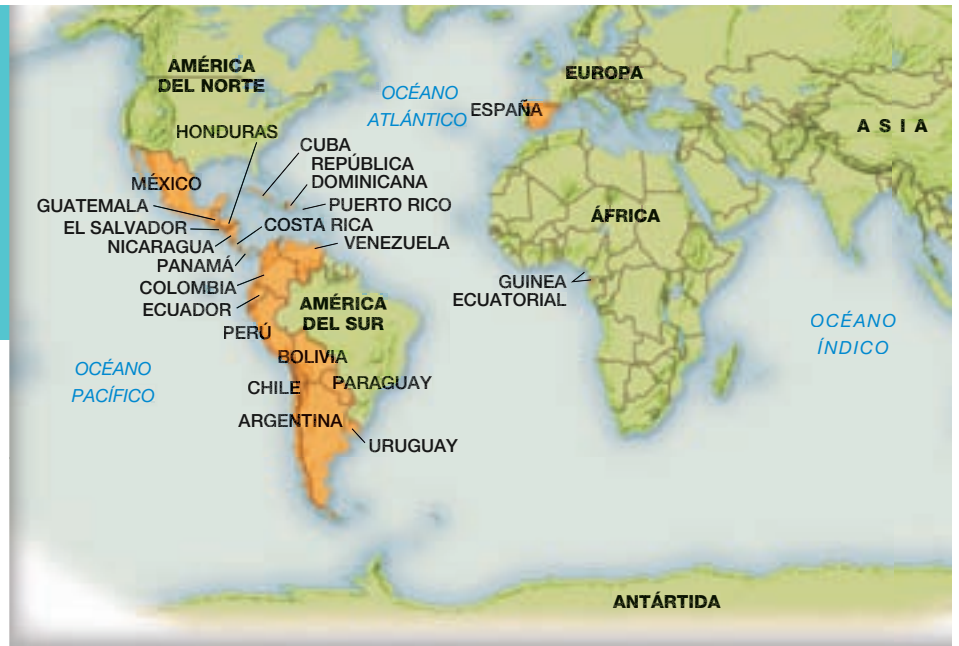 AMÉRICA
DEL NORTE
OCÉANO
ATLÁNTICO
EUROPA
ESPAÑA
ASIA
HONDURAS
CUBA
REPÚBLICA
DOMINICANA
MÉXICO
PUERTO RICO
GUATEMALA
EL SALVADOR
COSTA RICA
NICARAGUA
VENEZUELA
PANAMÁ
ÁFRICA
COLOMBIA
GUINEA
ECUATORIAL
ECUADOR
AMÉRICA
DEL SUR
PERÚ
OCÉANO
ÍNDICO
BOLIVIA
OCÉANO
PACÍFICO
CHILE
PARAGUAY
ARGENTINA
URUGUAY
ANTÁRTIDA